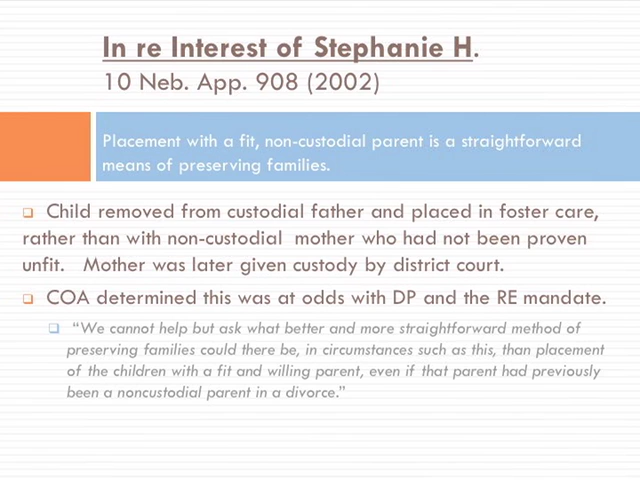 In re Interest of Stephanie H.
10 Neb. App. 908 (2002)
Placement with a fit, non-custodial parent is a straightforward
means of preserving families.
Child removed from custodial father and placed in foster care,
rather than with non-custodial mother who had not been proven
unfit. Mother was later given custody by district court.
COA determined this was at odds with DP and the RE mandate.
“We cannot help but ask what better and more straightforward method of
preserving families could there be, in circumstances such as this, than placement
of the children with a fit and willing parent, even if that parent had previously
been a noncustodial parent in a divorce.”